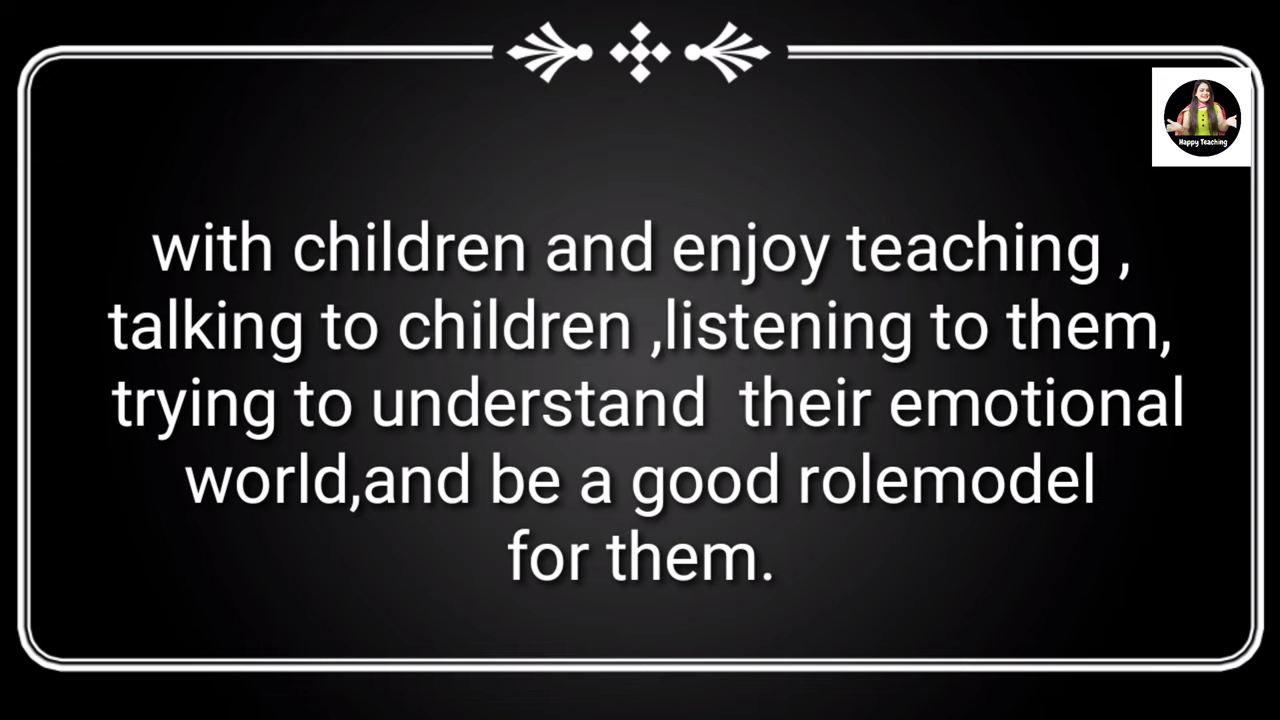 Happy Teaching
with children and enjoy teaching ,
talking to children ,listening to them,
trying to understand  their emotional
world,and be a good rolemodel
for them.